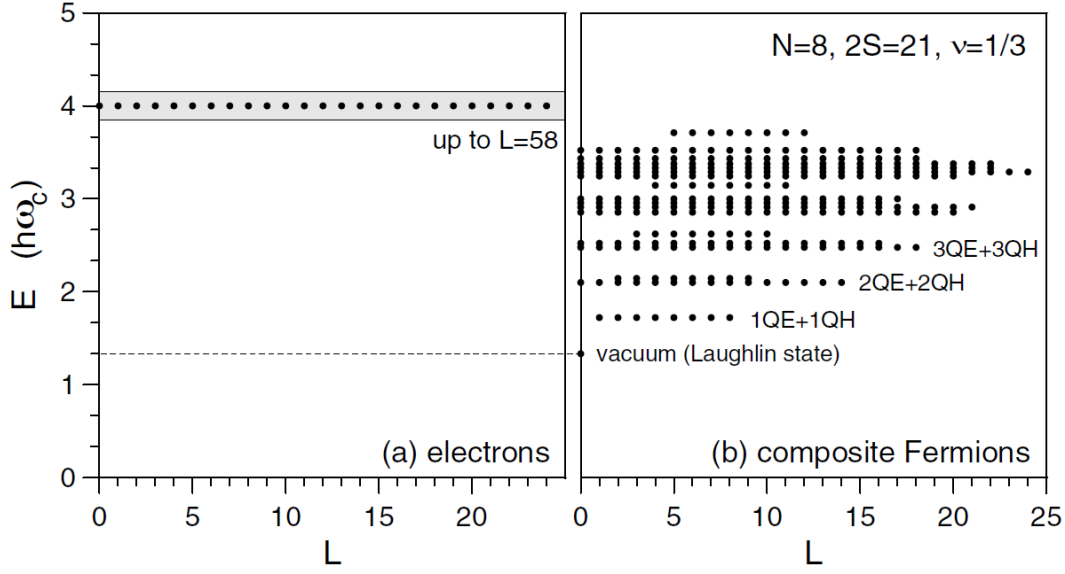 5
4
3
2
1
0
E (ħω_c)
up to L=58
(a) electrons
0 5 10 15 20
L
N=8, 2S=21, ν=1/3
3QE+3QH
2QE+2QH
1QE+1QH
vacuum (Laughlin state)
(b) composite Fermions
0 5 10 15 20 25
L